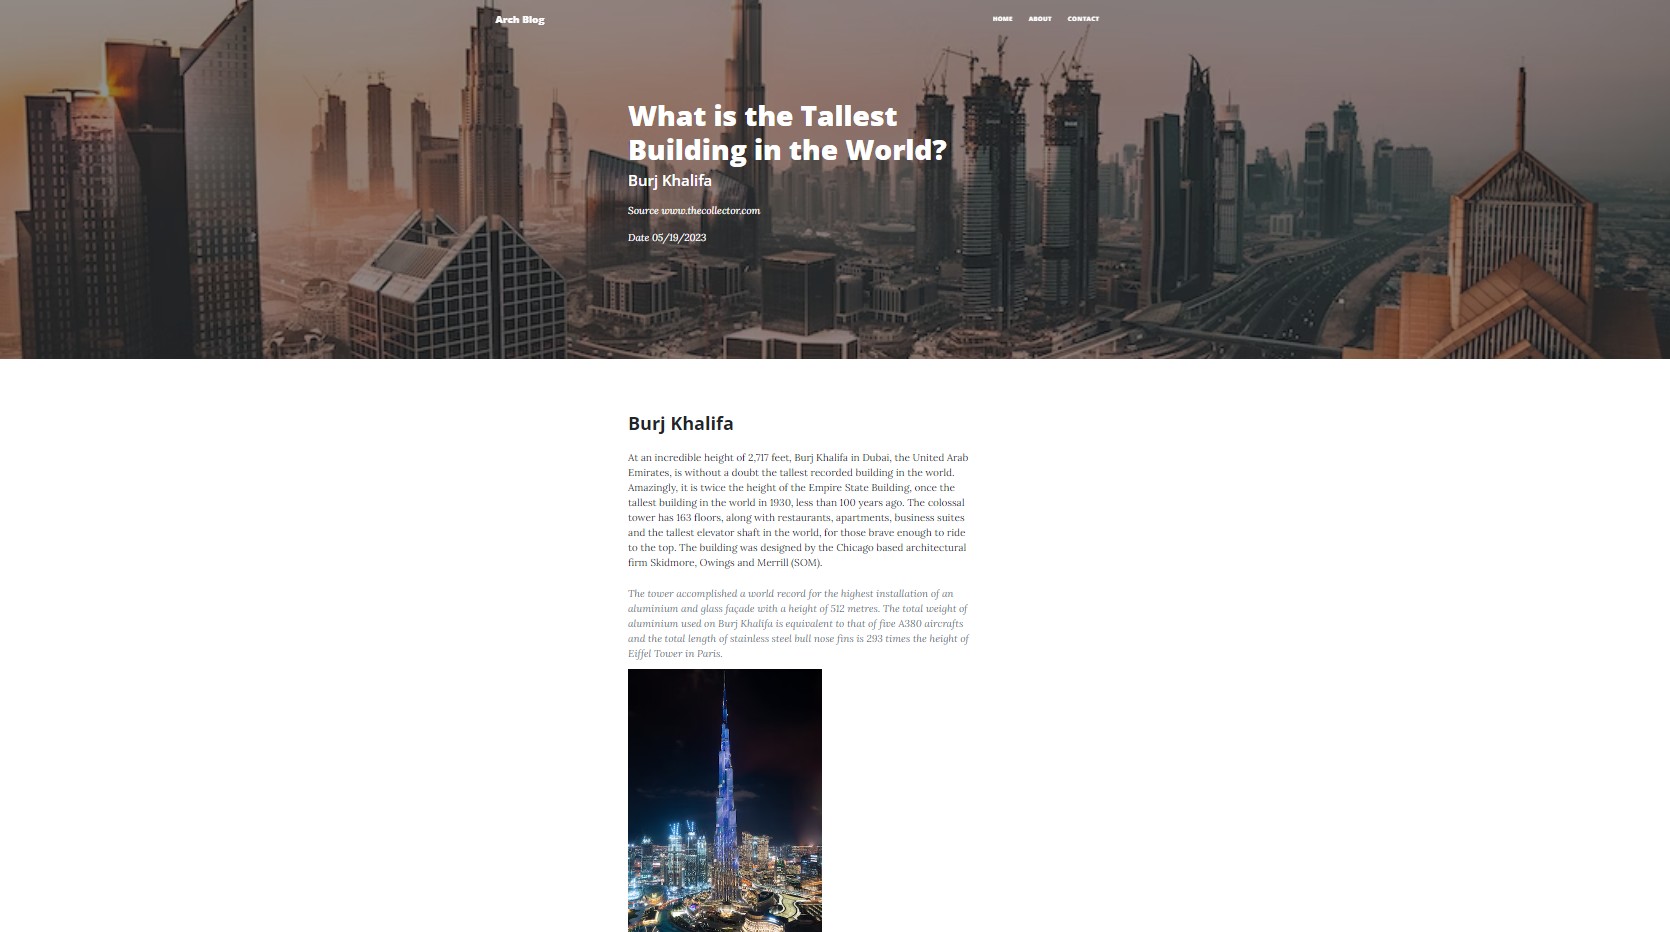 Arch Blog
HOME ABOUT CONTACT
What is the Tallest
Building in the World?
Burj Khalifa
Source www.thecollector.com
Date 05/19/2023
Burj Khalifa
At an incredible height of 2,717 feet, Burj Khalifa in Dubai, the United Arab
Emirates, is without a doubt the tallest recorded building in the world.
Amazingly, it is twice the height of the Empire State Building, once the
tallest building in the world in 1930, less than 100 years ago. The colossal
tower has 163 floors, along with restaurants, apartments, business suites
and the tallest elevator shaft in the world, for those brave enough to ride
to the top. The building was designed by the Chicago based architectural
firm Skidmore, Owings and Merrill (SOM).
The tower accomplished a world record for the highest installation of an
aluminium and glass façade with a height of 512 metres. The total weight of
aluminium used on Burj Khalifa is equivalent to that of five A380 aircrafts
and the total length of stainless steel bull nose fins is 293 times the height of
Eiffel Tower in Paris.